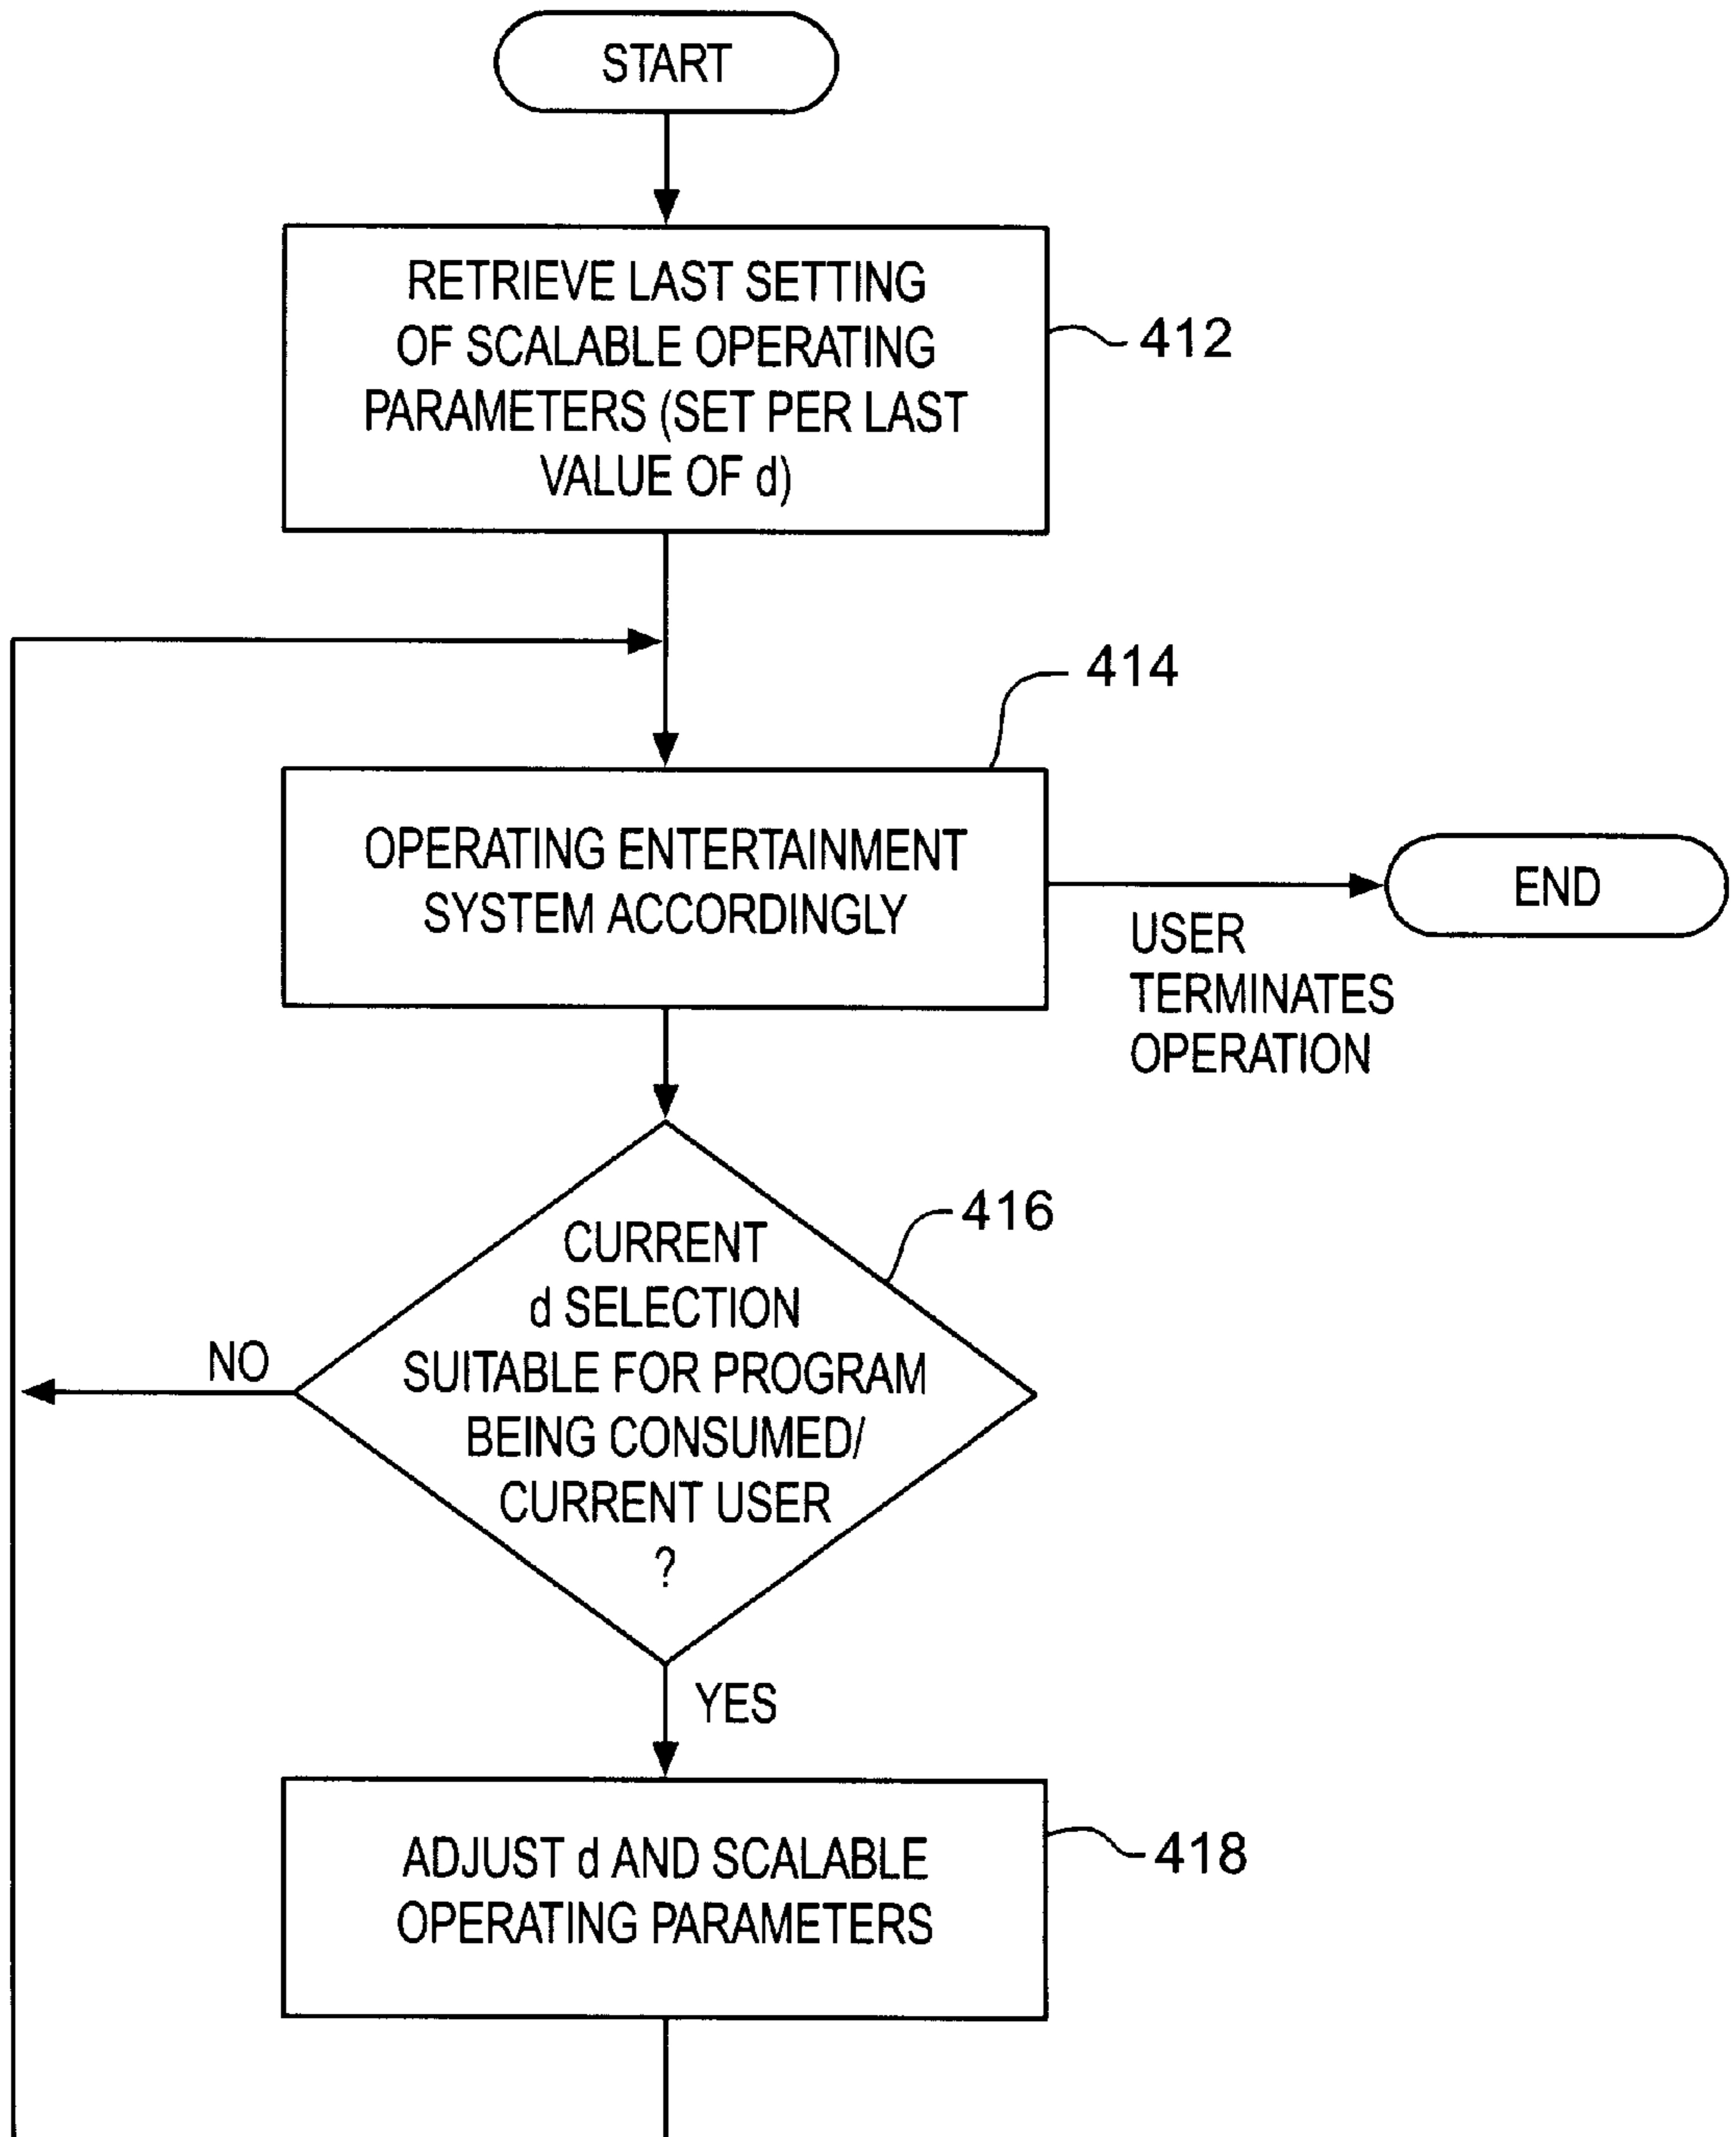 START
RETRIEVE LAST SETTING
OF SCALABLE OPERATING
PARAMETERS (SET PER LAST
VALUE OF d)
412
414
OPERATING ENTERTAINMENT
SYSTEM ACCORDINGLY
END
USER
TERMINATES
OPERATION
416
CURRENT
d SELECTION
SUITABLE FOR PROGRAM
BEING CONSUMED/
CURRENT USER
?
NO
YES
ADJUST d AND SCALABLE
OPERATING PARAMETERS
418